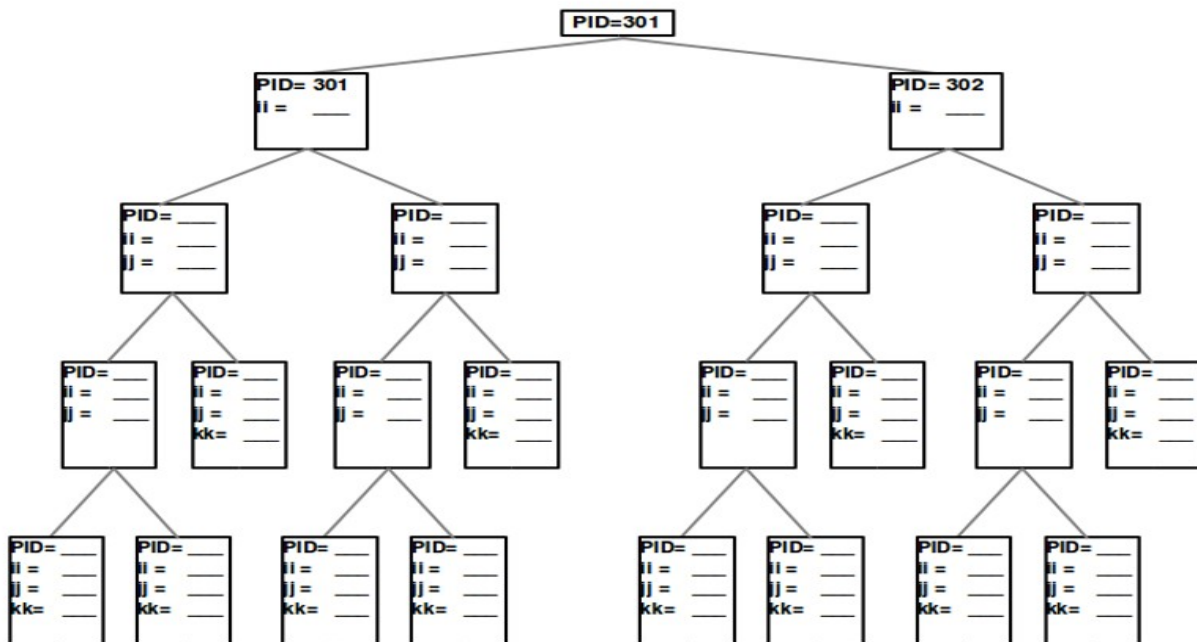 PID=301
PID= 301
ii = ___
PID= 302
ii = ___
PID= ___
ii = ___
jj = ___
PID= ___
ii = ___
jj = ___
PID= ___
ii = ___
jj = ___
PID= ___
ii = ___
jj = ___
PID= ___
ii = ___
jj = ___
PID= ___
ii = ___
jj = ___
kk= ___
PID= ___
ii = ___
jj = ___
PID= ___
ii = ___
jj = ___
kk= ___
PID= ___
ii = ___
jj = ___
PID= ___
ii = ___
jj = ___
kk= ___
PID= ___
ii = ___
jj = ___
PID= ___
ii = ___
jj = ___
kk= ___
PID= ___
ii = ___
jj = ___
kk= ___
PID= ___
ii = ___
jj = ___
kk= ___
PID= ___
ii = ___
jj = ___
kk= ___
PID= ___
ii = ___
jj = ___
kk= ___
PID= ___
ii = ___
jj = ___
kk= ___
PID= ___
ii = ___
jj = ___
kk= ___
PID= ___
ii = ___
jj = ___
kk= ___
PID= ___
ii = ___
jj = ___
kk= ___